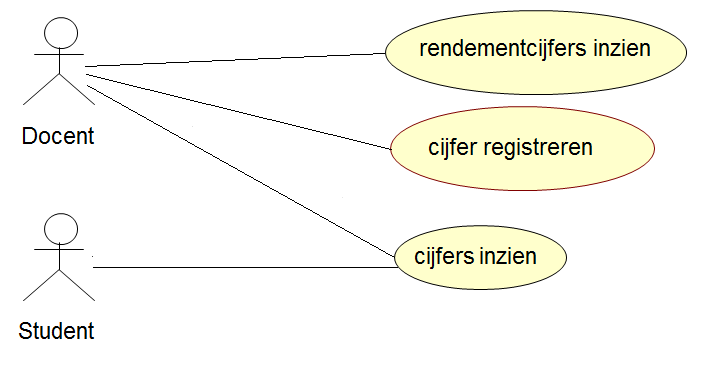 rendementcijfers inzien
Docent
cijfer registreren
cijfers inzien
Student